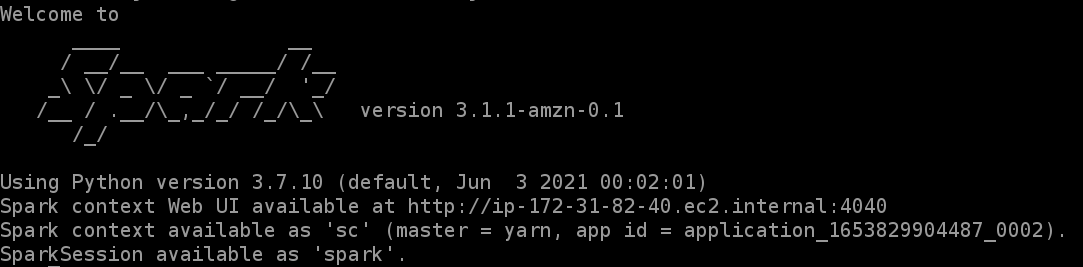 Welcome to
      ____              __
     / __/__  ___ _____/ /__
    _\ \/ _ \/ _ `/ __/  '_/
   /__ / .__/\_,_/_/ /_/\_\   version 3.1.1-amzn-0.1
      /_/
Using Python version 3.7.10 (default, Jun  3 2021 00:02:01)
Spark context Web UI available at http://ip-172-31-82-40.ec2.internal:4040
Spark context available as 'sc' (master = yarn, app id = application_1653829904487_0002).
SparkSession available as 'spark'.